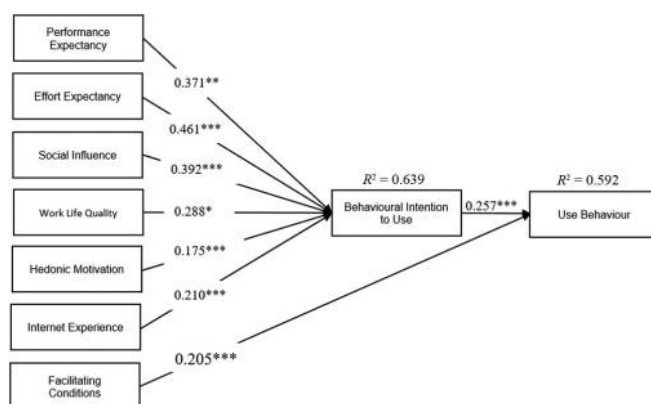 Performance
Expectancy
0.371**
Effort Expectancy
0.461***
Social Influence
0.392***
R² = 0.639
R² = 0.592
Work Life Quality
0.288*
Behavioural Intention
to Use
0.257***
Use Behaviour
0.175***
Hedonic Motivation
0.210***
Internet Experience
0.205***
Facilitating
Conditions